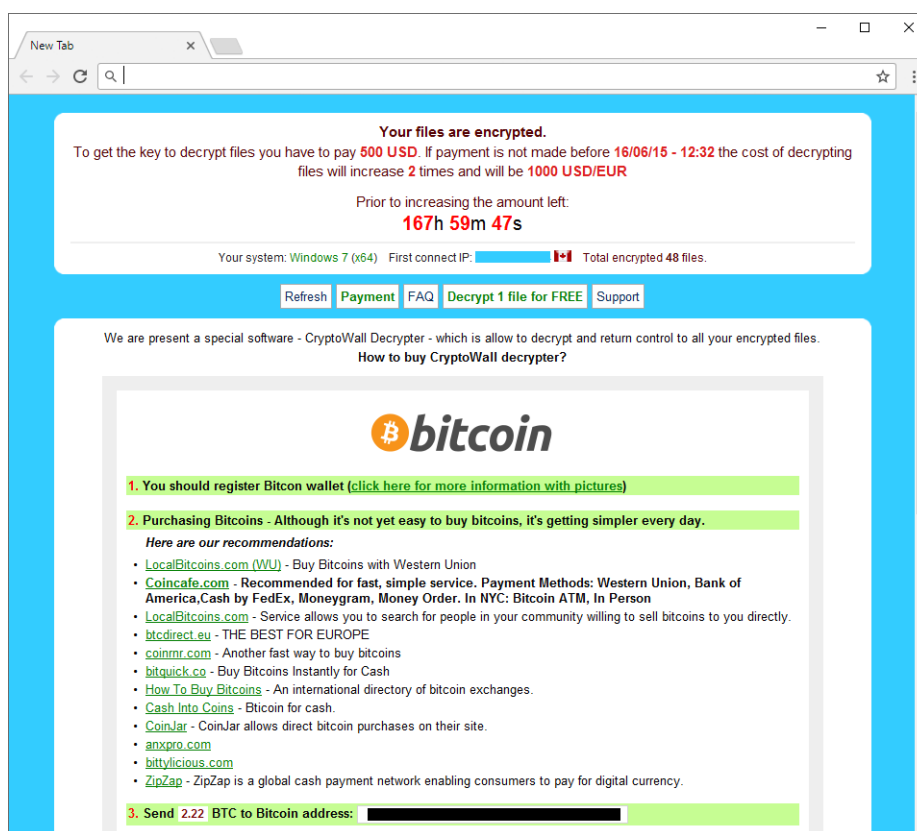 New Tab
Your files are encrypted.
To get the key to decrypt files you have to pay 500 USD. If payment is not made before 16/06/15 - 12:32 the cost of decrypting
files will increase 2 times and will be 1000 USD/EUR
Prior to increasing the amount left:
167h 59m 47s
Your system: Windows 7 (x64) First connect IP: Total encrypted 48 files.
Refresh Payment FAQ Decrypt 1 file for FREE Support
We are present a special software - CryptoWall Decrypter - which is allow to decrypt and return control to all your encrypted files.
How to buy CryptoWall decrypter?
bitcoin
1. You should register Bitcon wallet (click here for more information with pictures)
2. Purchasing Bitcoins - Although it's not yet easy to buy bitcoins, it's getting simpler every day.
Here are our recommendations:
• LocalBitcoins.com (WU) - Buy Bitcoins with Western Union
• Coincafe.com - Recommended for fast, simple service. Payment Methods: Western Union, Bank of
America,Cash by FedEx, Moneygram, Money Order. In NYC: Bitcoin ATM, In Person
• LocalBitcoins.com - Service allows you to search for people in your community willing to sell bitcoins to you directly.
• btcdirect.eu - THE BEST FOR EUROPE
• coinrnr.com - Another fast way to buy bitcoins
• bitquick.co - Buy Bitcoins Instantly for Cash
• How To Buy Bitcoins - An international directory of bitcoin exchanges.
• Cash Into Coins - Bticoin for cash.
• CoinJar - CoinJar allows direct bitcoin purchases on their site.
• anxpro.com
• bittylicious.com
• ZipZap - ZipZap is a global cash payment network enabling consumers to pay for digital currency.
3. Send 2.22 BTC to Bitcoin address: